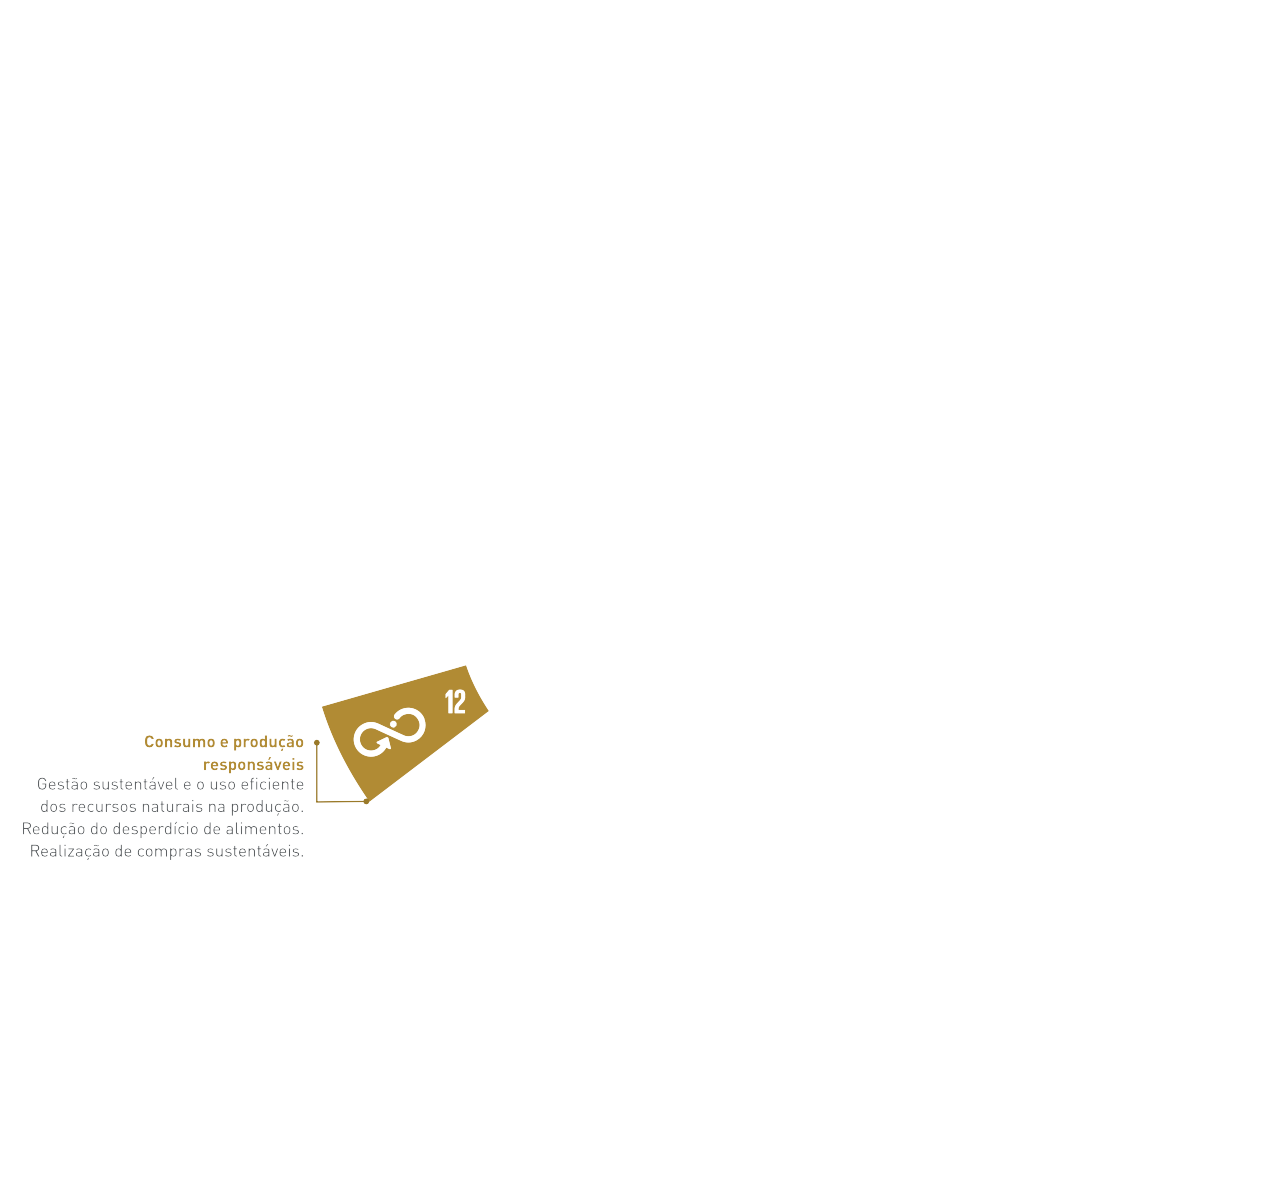 12
Consumo e produção
responsáveis
Gestão sustentável e o uso eficiente
dos recursos naturais na produção.
Redução do desperdício de alimentos.
Realização de compras sustentáveis.